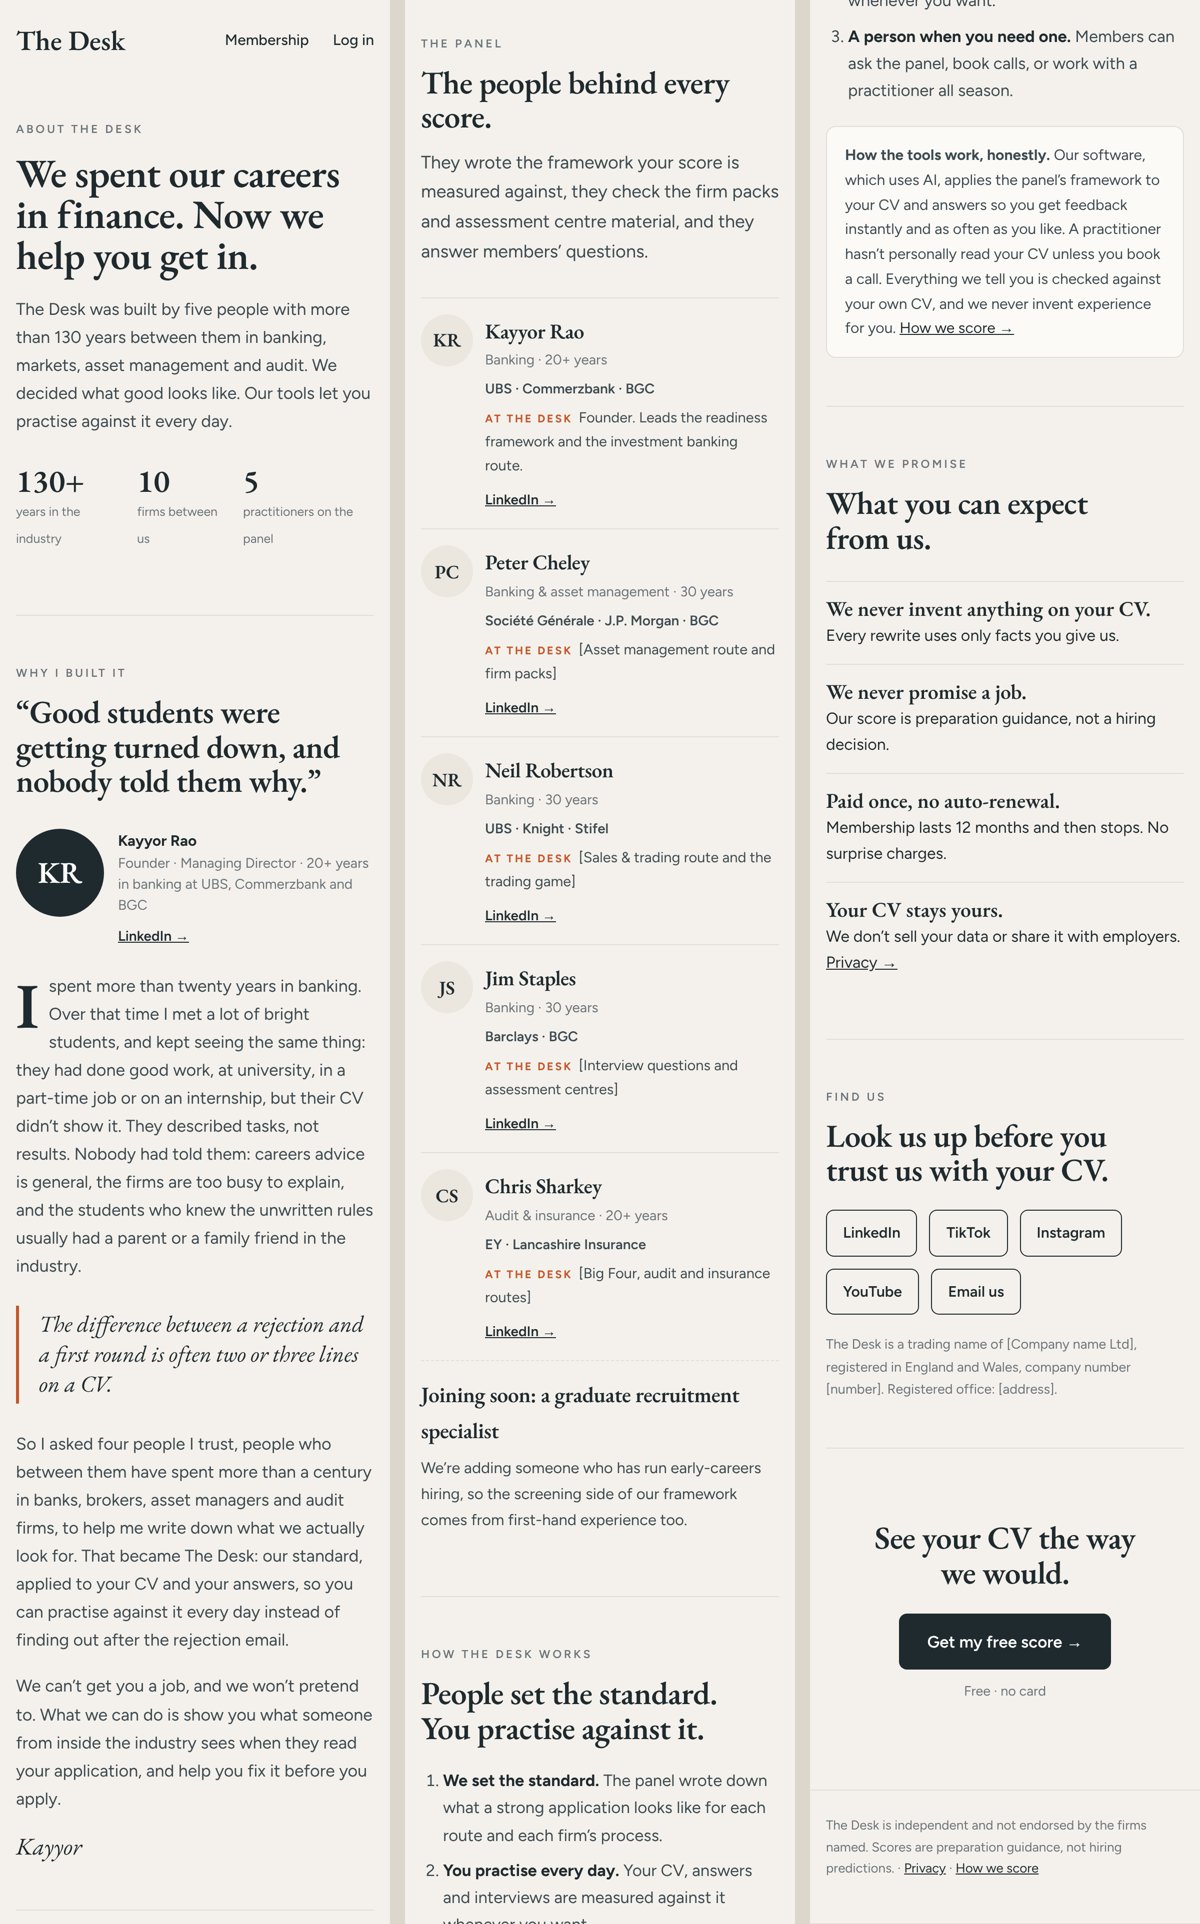 The Desk
Membership
Log in
ABOUT THE DESK
We spent our careers
in finance. Now we
help you get in.
The Desk was built by five people with more
than 130 years between them in banking,
markets, asset management and audit. We
decided what good looks like. Our tools let you
practise against it every day.
130+
years in the
industry
10
firms between
us
5
practitioners on the
panel
WHY I BUILT IT
“Good students were
getting turned down, and
nobody told them why.”
KR
Kayyor Rao
Founder · Managing Director · 20+ years
in banking at UBS, Commerzbank and
BGC
LinkedIn →
I spent more than twenty years in banking.
Over that time I met a lot of bright
students, and kept seeing the same thing:
they had done good work, at university, in a
part-time job or on an internship, but their CV
didn’t show it. They described tasks, not
results. Nobody had told them: careers advice
is general, the firms are too busy to explain,
and the students who knew the unwritten rules
usually had a parent or a family friend in the
industry.
The difference between a rejection and
a first round is often two or three lines
on a CV.
So I asked four people I trust, people who
between them have spent more than a century
in banks, brokers, asset managers and audit
firms, to help me write down what we actually
look for. That became The Desk: our standard,
applied to your CV and your answers, so you
can practise against it every day instead of
finding out after the rejection email.
We can’t get you a job, and we won’t pretend
to. What we can do is show you what someone
from inside the industry sees when they read
your application, and help you fix it before you
apply.
Kayyor
THE PANEL
The people behind every
score.
They wrote the framework your score is
measured against, they check the firm packs
and assessment centre material, and they
answer members’ questions.
KR
Kayyor Rao
Banking · 20+ years
UBS · Commerzbank · BGC
AT THE DESK Founder. Leads the readiness
framework and the investment banking
route.
LinkedIn →
PC
Peter Cheley
Banking & asset management · 30 years
Société Générale · J.P. Morgan · BGC
AT THE DESK [Asset management route and
firm packs]
LinkedIn →
NR
Neil Robertson
Banking · 30 years
UBS · Knight · Stifel
AT THE DESK [Sales & trading route and the
trading game]
LinkedIn →
JS
Jim Staples
Banking · 30 years
Barclays · BGC
AT THE DESK [Interview questions and
assessment centres]
LinkedIn →
CS
Chris Sharkey
Audit & insurance · 20+ years
EY · Lancashire Insurance
AT THE DESK [Big Four, audit and insurance
routes]
LinkedIn →
Joining soon: a graduate recruitment
specialist
We’re adding someone who has run early-careers
hiring, so the screening side of our framework
comes from first-hand experience too.
HOW THE DESK WORKS
People set the standard.
You practise against it.
1. We set the standard. The panel wrote down
what a strong application looks like for each
route and each firm’s process.
2. You practise every day. Your CV, answers
and interviews are measured against it
whenever you want.
whenever you want.
3. A person when you need one. Members can
ask the panel, book calls, or work with a
practitioner all season.
How the tools work, honestly. Our software,
which uses AI, applies the panel’s framework to
your CV and answers so you get feedback
instantly and as often as you like. A practitioner
hasn’t personally read your CV unless you book
a call. Everything we tell you is checked against
your own CV, and we never invent experience
for you. How we score →
WHAT WE PROMISE
What you can expect
from us.
We never invent anything on your CV.
Every rewrite uses only facts you give us.
We never promise a job.
Our score is preparation guidance, not a hiring
decision.
Paid once, no auto-renewal.
Membership lasts 12 months and then stops. No
surprise charges.
Your CV stays yours.
We don’t sell your data or share it with employers.
Privacy →
FIND US
Look us up before you
trust us with your CV.
LinkedIn
TikTok
Instagram
YouTube
Email us
The Desk is a trading name of [Company name Ltd],
registered in England and Wales, company number
[number]. Registered office: [address].
See your CV the way
we would.
Get my free score →
Free · no card
The Desk is independent and not endorsed by the firms
named. Scores are preparation guidance, not hiring
predictions. · Privacy · How we score